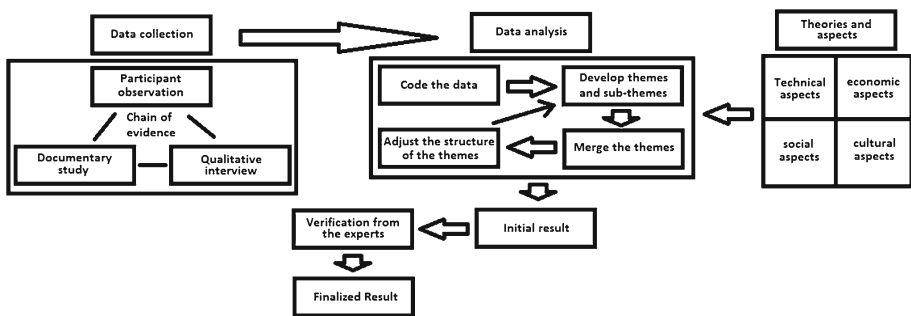 Data collection
Participant
observation
Chain of
evidence
Documentary
study
Qualitative
interview
Data analysis
Code the data
Develop themes
and sub-themes
Adjust the structure
of the themes
Merge the themes
Theories and
aspects
Technical
aspects
economic
aspects
social
aspects
cultural
aspects
Initial result
Verification from
the experts
Finalized Result